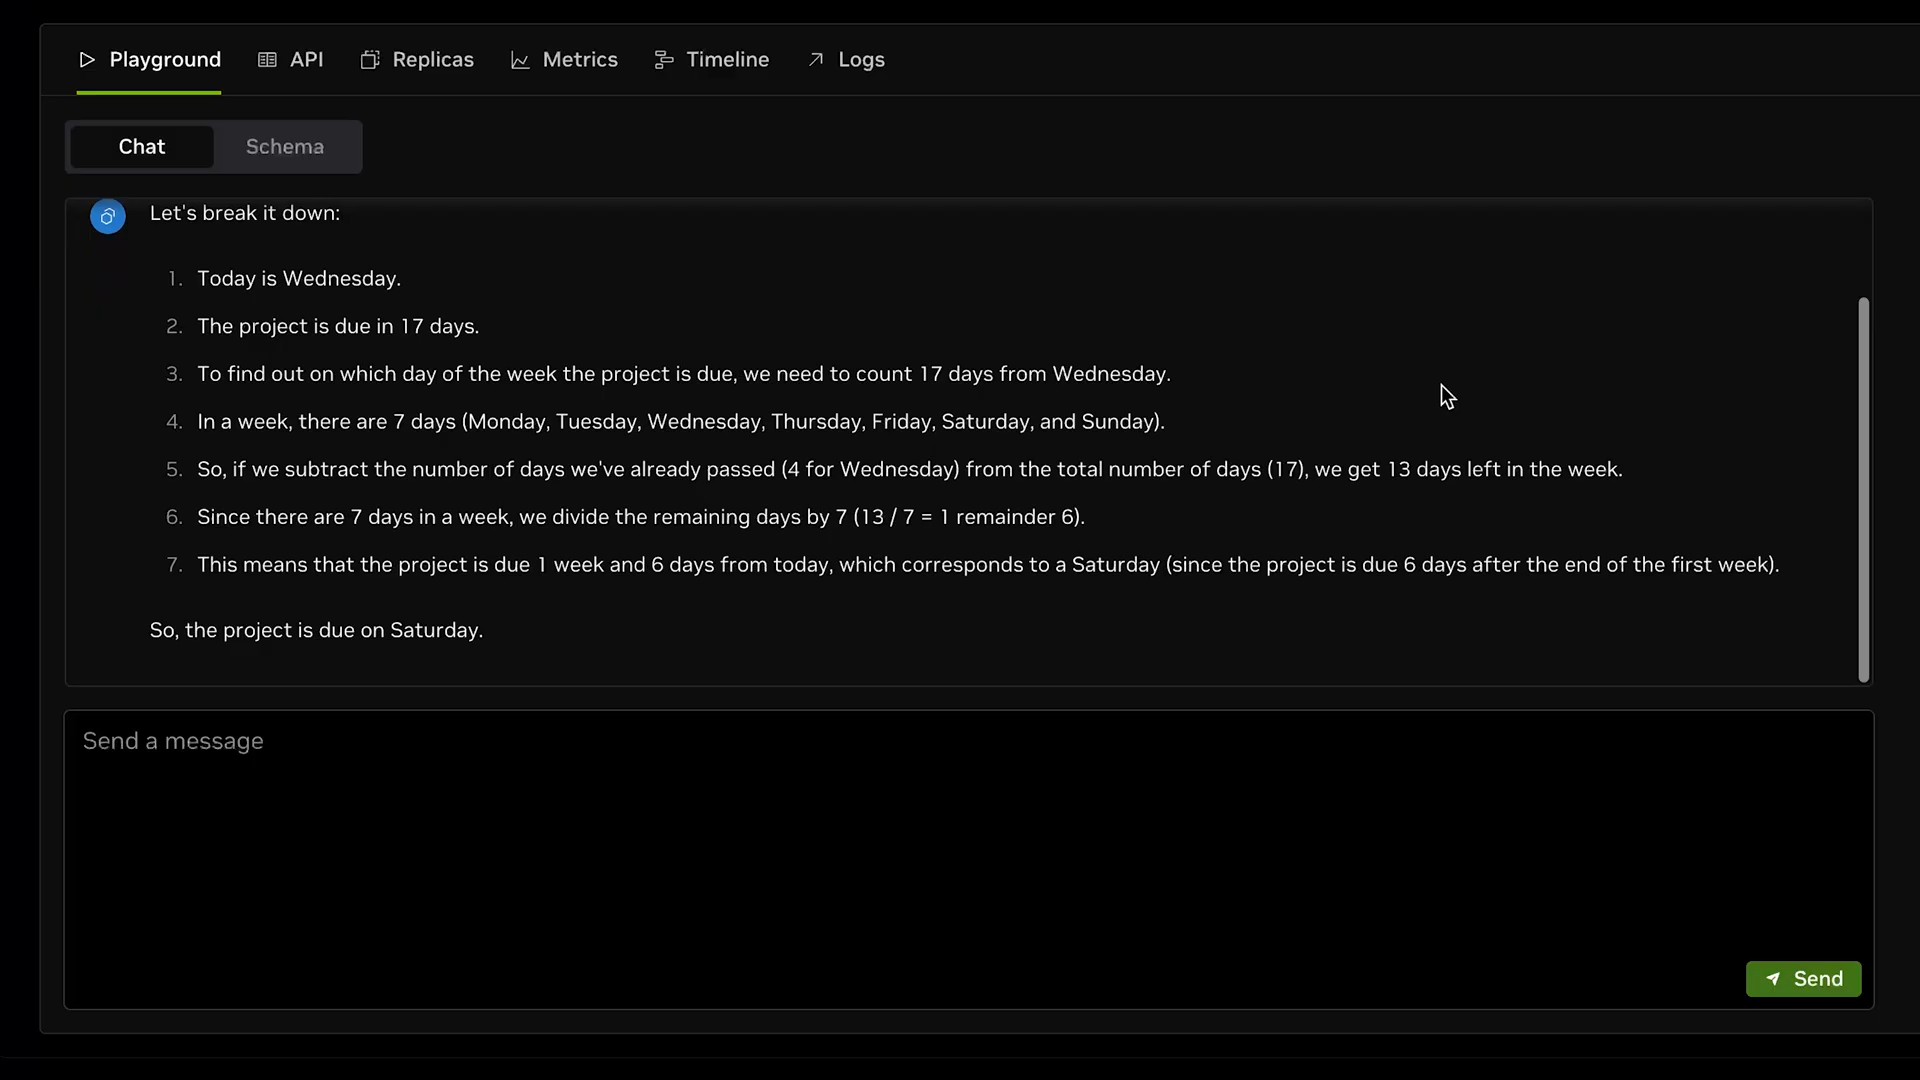 Playground API Replicas Metrics Timeline Logs
Chat Schema
Let's break it down:
1. Today is Wednesday.
2. The project is due in 17 days.
3. To find out on which day of the week the project is due, we need to count 17 days from Wednesday.
4. In a week, there are 7 days (Monday, Tuesday, Wednesday, Thursday, Friday, Saturday, and Sunday).
5. So, if we subtract the number of days we've already passed (4 for Wednesday) from the total number of days (17), we get 13 days left in the week.
6. Since there are 7 days in a week, we divide the remaining days by 7 (13 / 7 = 1 remainder 6).
7. This means that the project is due 1 week and 6 days from today, which corresponds to a Saturday (since the project is due 6 days after the end of the first week).
So, the project is due on Saturday.
Send a message
Send